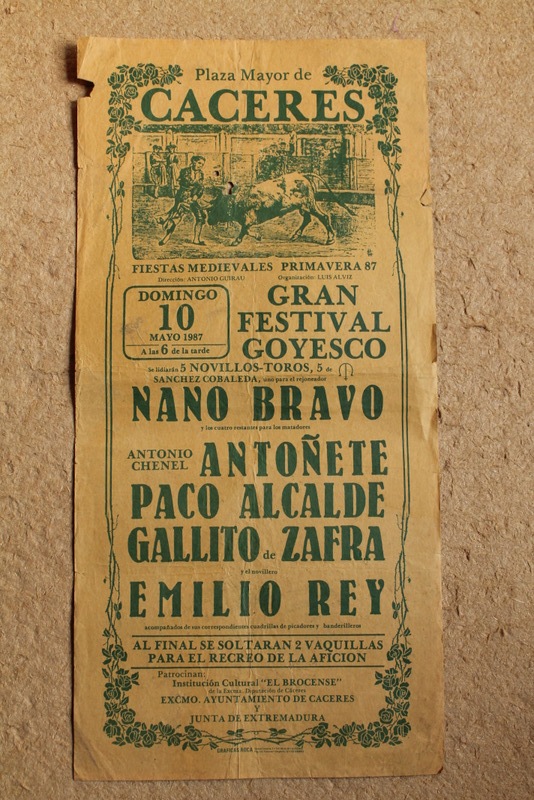 Plaza Mayor de
CACERES
FIESTAS MEDIEVALES PRIMAVERA 87
Dirección: ANTONIO GUIRAU Organización: LUIS ALVIZ
DOMINGO
10
MAYO 1987
A las 6 de la tarde
GRAN
FESTIVAL
GOYESCO
Se lidiarán 5 NOVILLOS-TOROS, 5 de
SANCHEZ COBALEDA, uno para el rejoneador
NANO BRAVO
y los cuatro restantes para los matadores
ANTONIO
CHENEL ANTOÑETE
PACO ALCALDE
GALLITO de ZAFRA
y el novillero
EMILIO REY
acompañados de sus correspondientes cuadrillas de picadores y banderilleros
AL FINAL SE SOLTARAN 2 VAQUILLAS
PARA EL RECREO DE LA AFICION
Patrocinan:
Institución Cultural "EL BROCENSE"
de la Excma. Diputación de Cáceres
EXCMO. AYUNTAMIENTO DE CACERES
Y
JUNTA DE EXTREMADURA